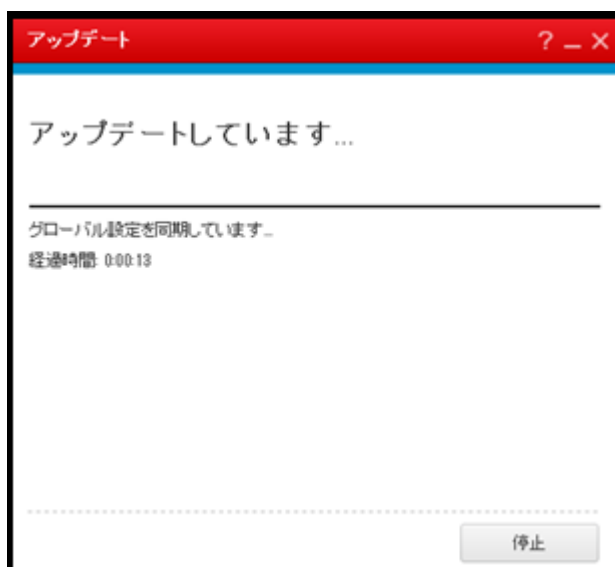 アップデート
アップデートしています...
グローバル設定を同期しています...
経過時間: 0:00:13
停止